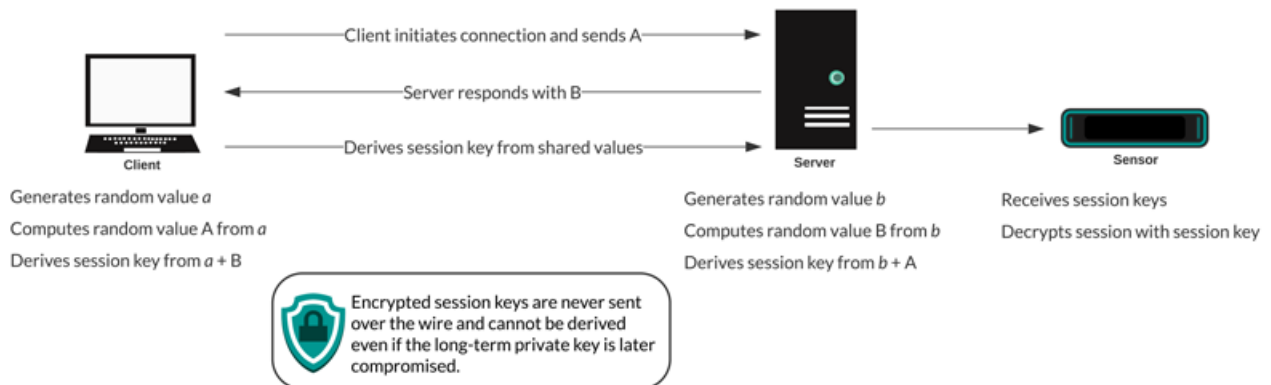 Client initiates connection and sends A
Server responds with B
Derives session key from shared values
Client
Server
Sensor
Generates random value a
Computes random value A from a
Derives session key from a + B
Generates random value b
Computes random value B from b
Derives session key from b + A
Receives session keys
Decrypts session with session key
Encrypted session keys are never sent
over the wire and cannot be derived
even if the long-term private key is later
compromised.